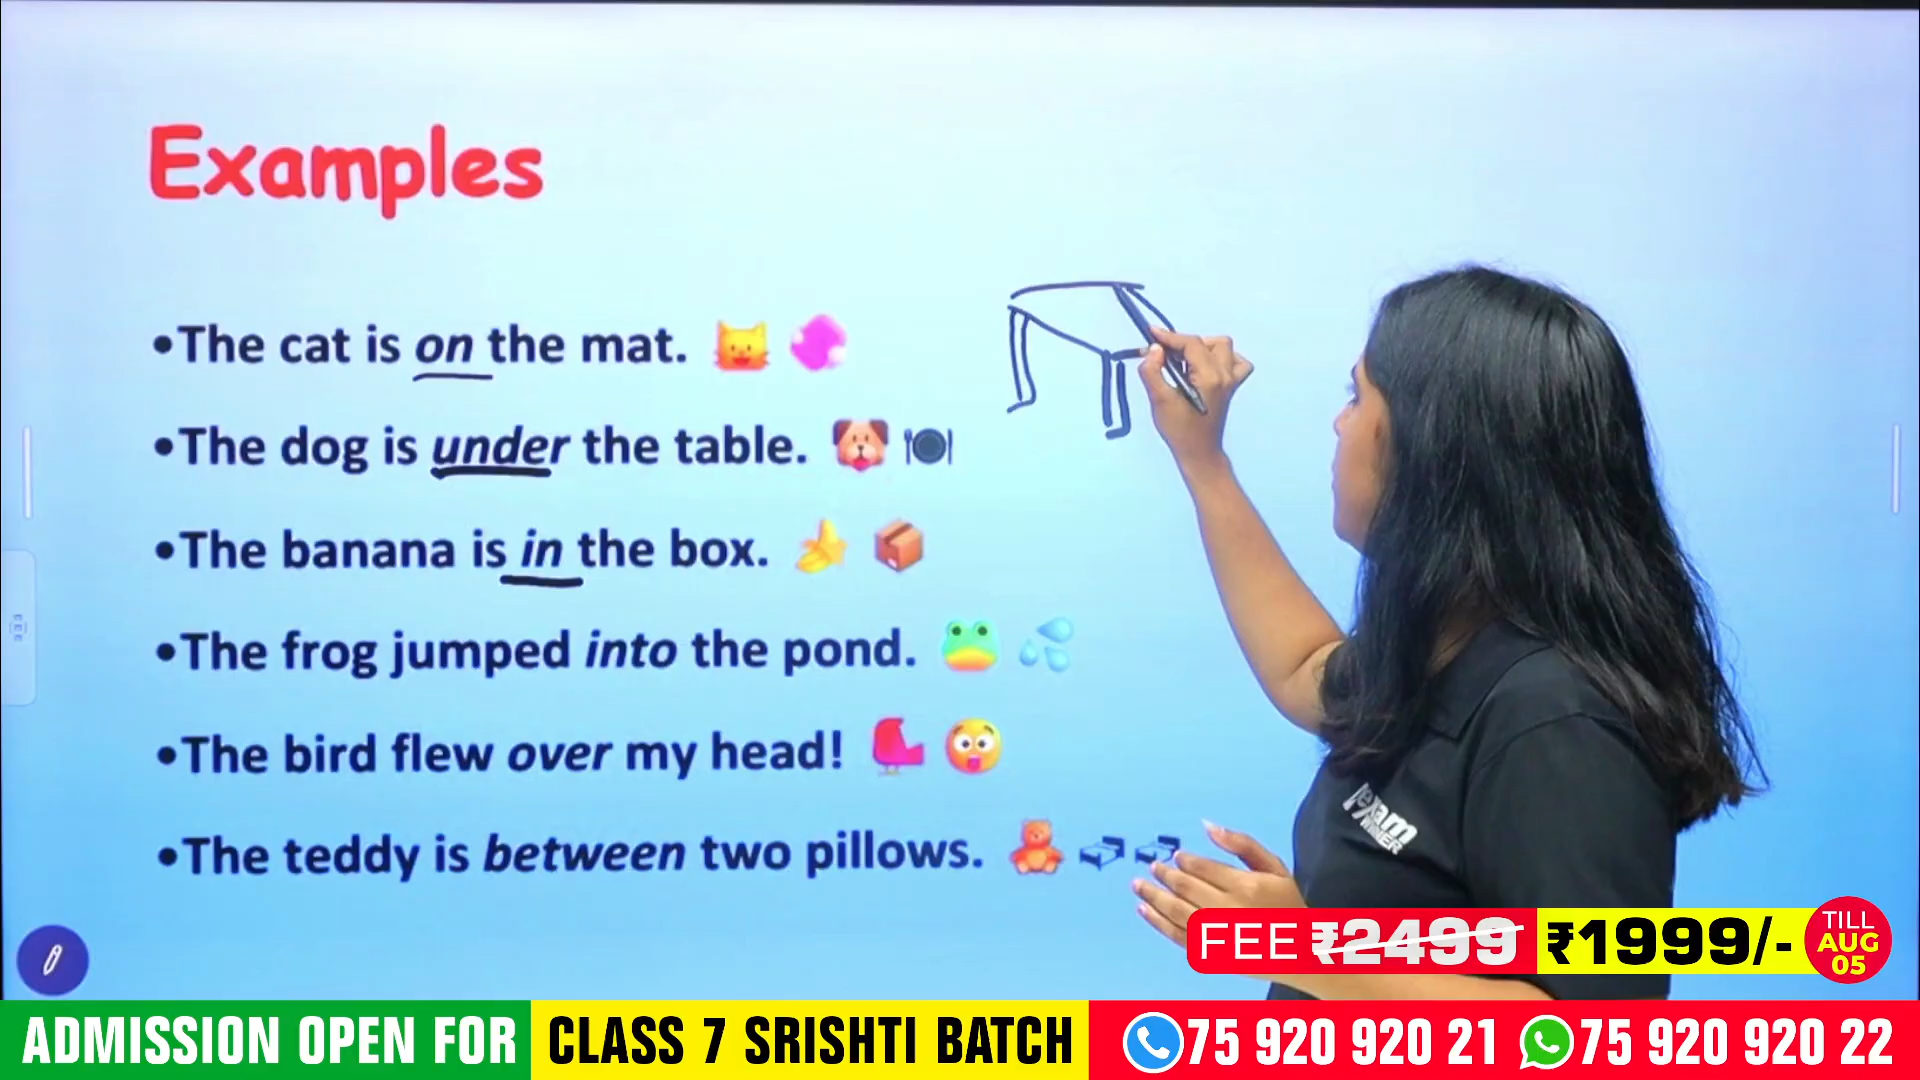 Examples
•The cat is on the mat.
•The dog is under the table.
•The banana is in the box.
•The frog jumped into the pond.
•The bird flew over my head!
•The teddy is between two pillows.
exam
WINNER
FEE ₹2499 ₹1999/-
TILL
AUG
05
ADMISSION OPEN FOR CLASS 7 SRISHTI BATCH 75 920 920 21 75 920 920 22